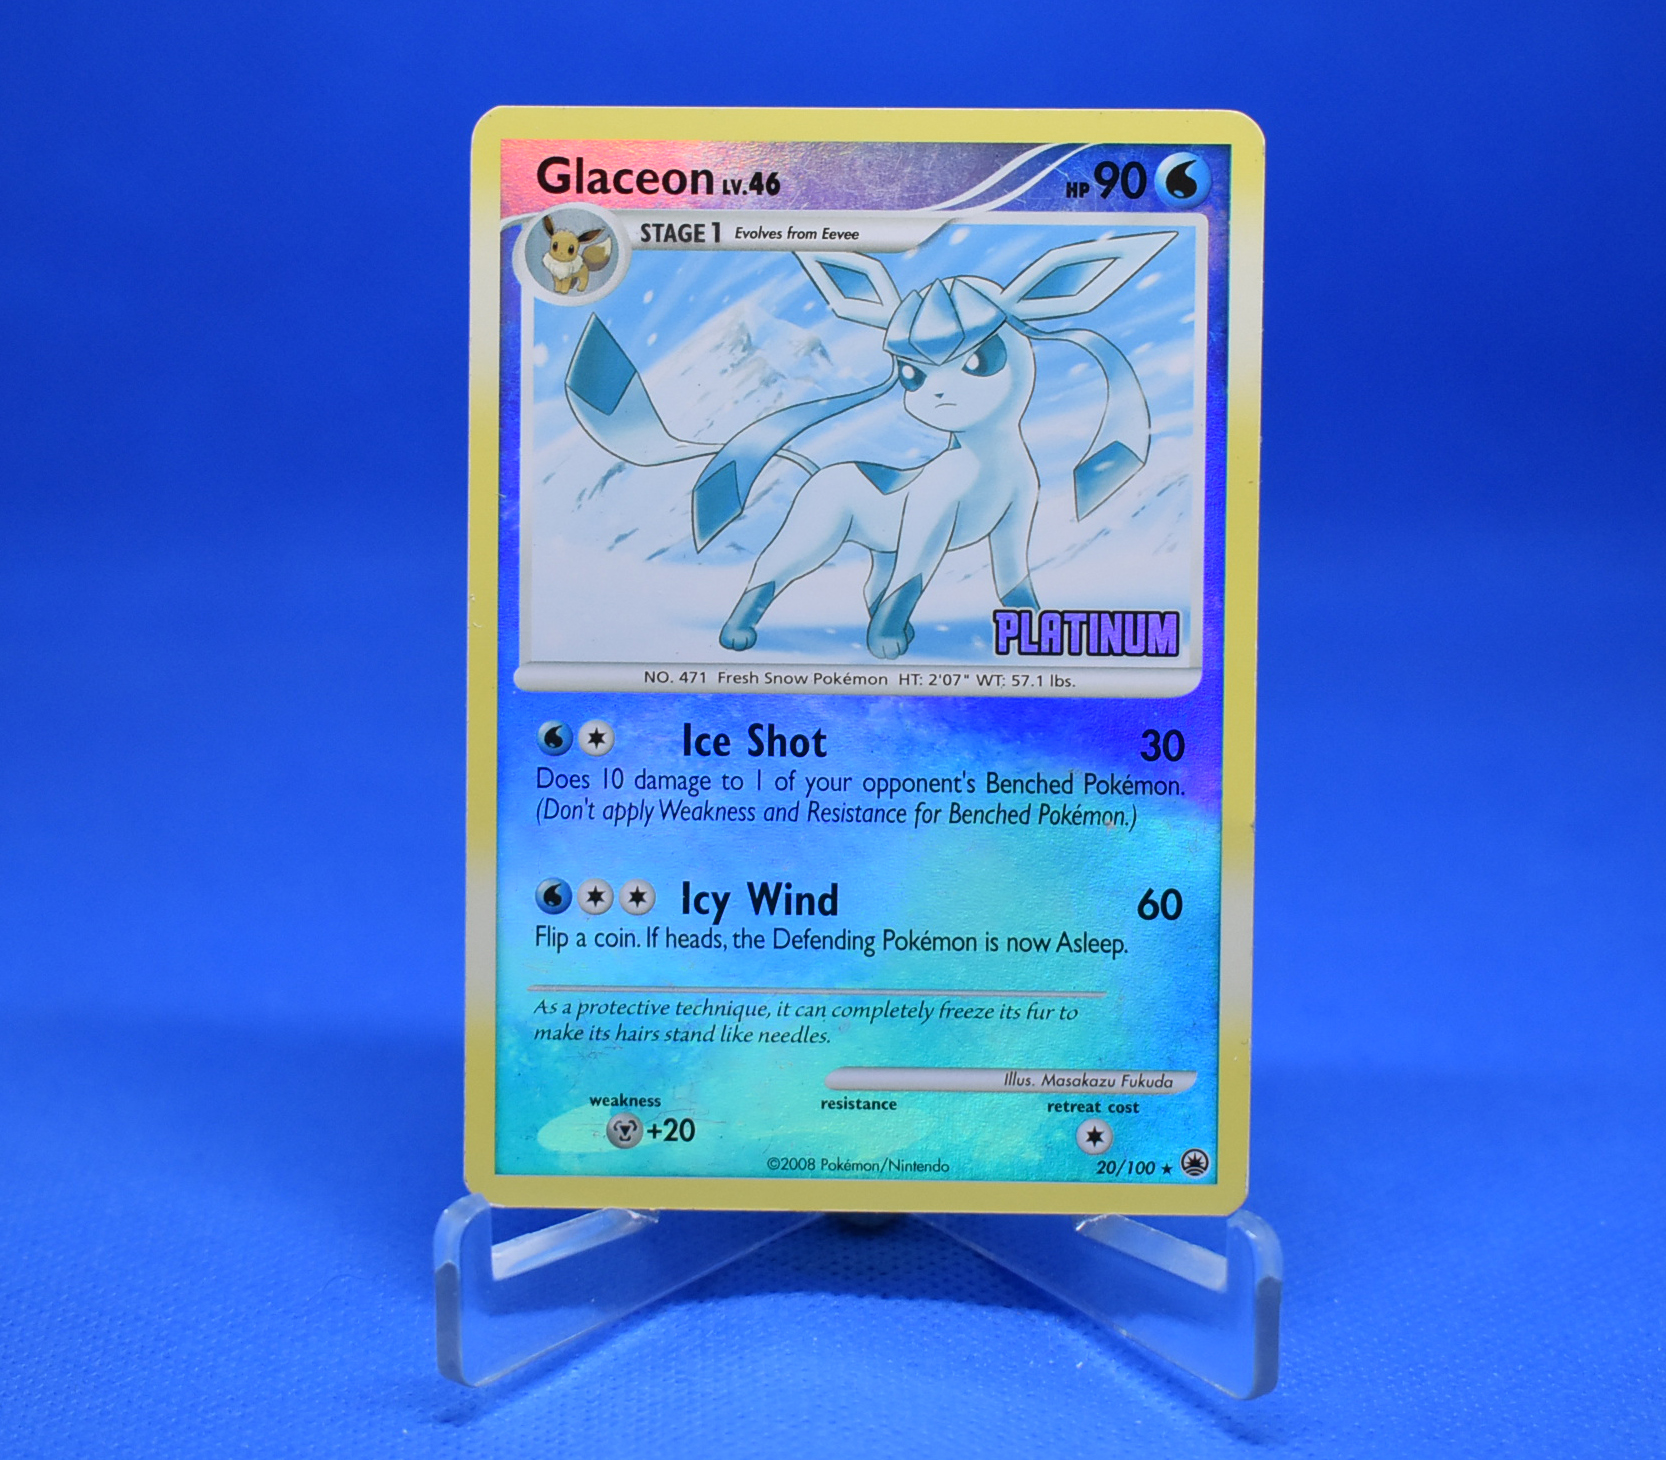 Glaceon LV.46 HP 90
STAGE 1 Evolves from Eevee
PLATINUM
NO. 471 Fresh Snow Pokémon HT: 2'07" WT: 57.1 lbs.
Ice Shot 30
Does 10 damage to 1 of your opponent's Benched Pokémon.
(Don't apply Weakness and Resistance for Benched Pokémon.)
Icy Wind 60
Flip a coin. If heads, the Defending Pokémon is now Asleep.
As a protective technique, it can completely freeze its fur to
make its hairs stand like needles.
Illus. Masakazu Fukuda
weakness resistance retreat cost
+20
©2008 Pokémon/Nintendo 20/100 ★